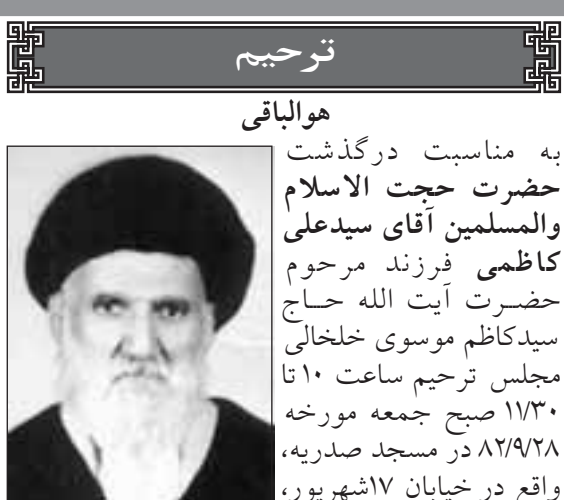 ترحیم
هوالباقی
به مناسبت درگذشت
حضرت حجت الاسلام
والمسلمین آقای سیدعلی
کاظمی فرزند مرحوم
حضرت آیت الله حاج
سیدکاظم موسوی خلخالی
مجلس ترحیم ساعت ۱۰ تا
۱۱/۳۰ صبح جمعه مورخه
۸۲/۹/۲۸ در مسجد صدریه،
واقع در خیابان ۱۷شهریور،